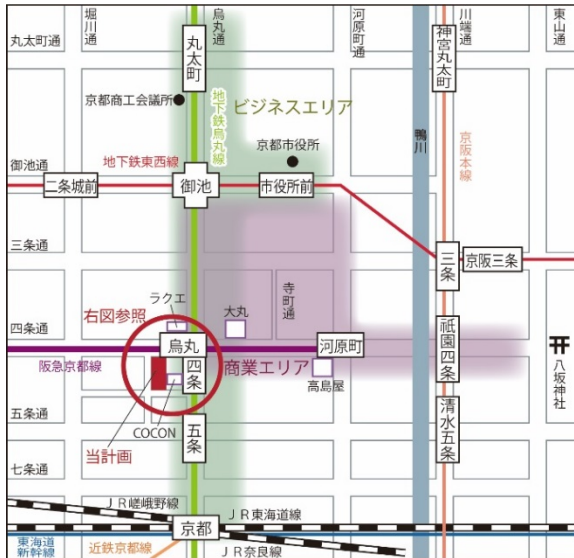 堀川通
烏丸通
河原町通
川端通
東山通
丸太町通
丸太町
神宮丸太町
京都商工会議所
ビジネスエリア
地下鉄烏丸線
京都市役所
鴨川
京阪本線
御池通
地下鉄東西線
二条城前
御池
市役所前
三条通
三条
京阪三条
寺町通
ラクエ
大丸
右図参照
四条通
烏丸
河原町
祇園四条
八坂神社
阪急京都線
四条
商業エリア
高島屋
五条通
COCON
清水五条
当計画
五条
七条通
JR嵯峨野線
JR東海道線
京都
東海道
新幹線
近鉄京都線
JR奈良線